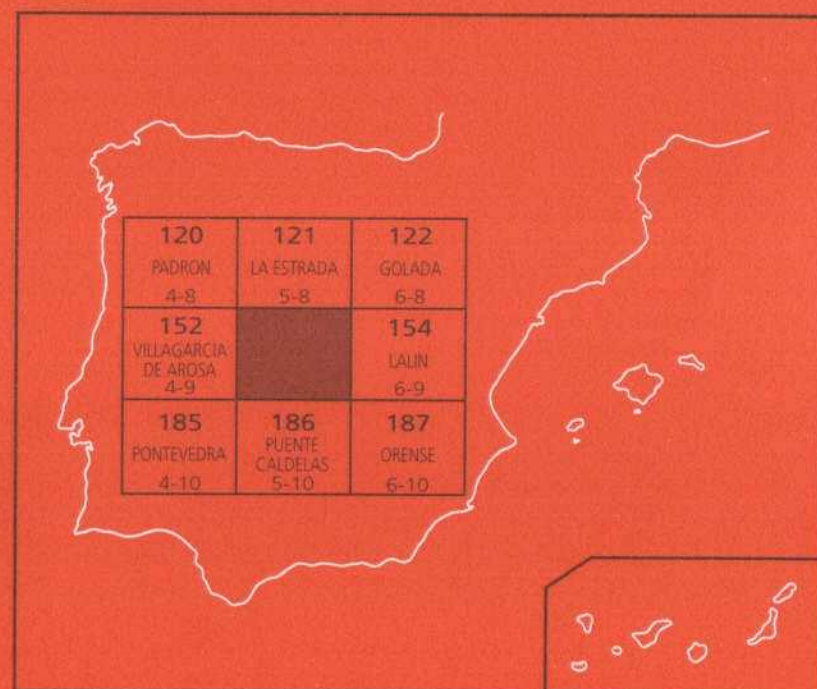 120
PADRON
4-8
121
LA ESTRADA
5-8
122
GOLADA
6-8
152
VILLAGARCIA
DE AROSA
4-9
154
LALIN
6-9
185
PONTEVEDRA
4-10
186
PUENTE
CALDELAS
5-10
187
ORENSE
6-10